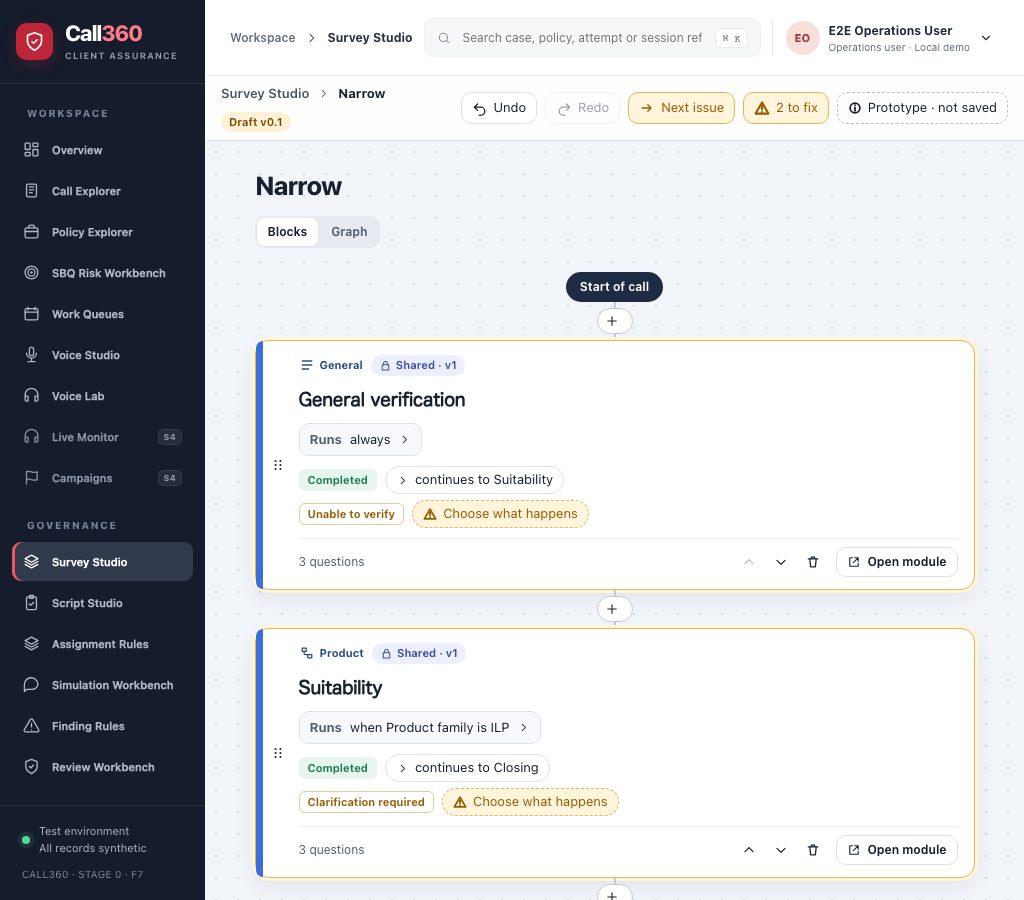 Call360
CLIENT ASSURANCE
WORKSPACE
Overview
Call Explorer
Policy Explorer
SBQ Risk Workbench
Work Queues
Voice Studio
Voice Lab
Live Monitor S4
Campaigns S4
GOVERNANCE
Survey Studio
Script Studio
Assignment Rules
Simulation Workbench
Finding Rules
Review Workbench
Test environment
All records synthetic
CALL360 · STAGE 0 · F7
Workspace > Survey Studio
Search case, policy, attempt or session ref ⌘ K
EO
E2E Operations User
Operations user · Local demo
Survey Studio > Narrow
Draft v0.1
Undo
Redo
Next issue
2 to fix
Prototype · not saved
Narrow
Blocks Graph
Start of call
+
General Shared · v1
General verification
Runs always >
Completed > continues to Suitability
Unable to verify Choose what happens
3 questions Open module
+
Product Shared · v1
Suitability
Runs when Product family is ILP >
Completed > continues to Closing
Clarification required Choose what happens
3 questions Open module
+